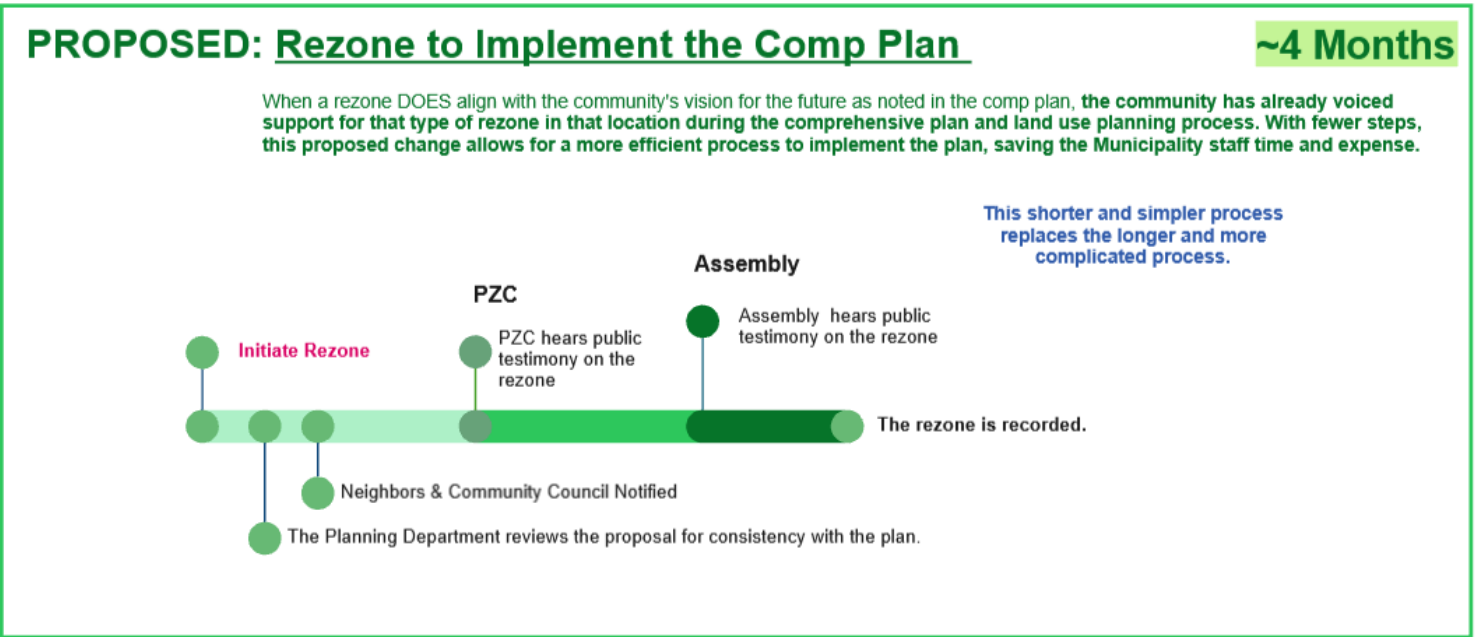 PROPOSED: Rezone to Implement the Comp Plan
~4 Months
When a rezone DOES align with the community's vision for the future as noted in the comp plan, the community has already voiced
support for that type of rezone in that location during the comprehensive plan and land use planning process. With fewer steps,
this proposed change allows for a more efficient process to implement the plan, saving the Municipality staff time and expense.
This shorter and simpler process
replaces the longer and more
complicated process.
Assembly
PZC
Assembly hears public
testimony on the rezone
Initiate Rezone
PZC hears public
testimony on the
rezone
The rezone is recorded.
Neighbors & Community Council Notified
The Planning Department reviews the proposal for consistency with the plan.